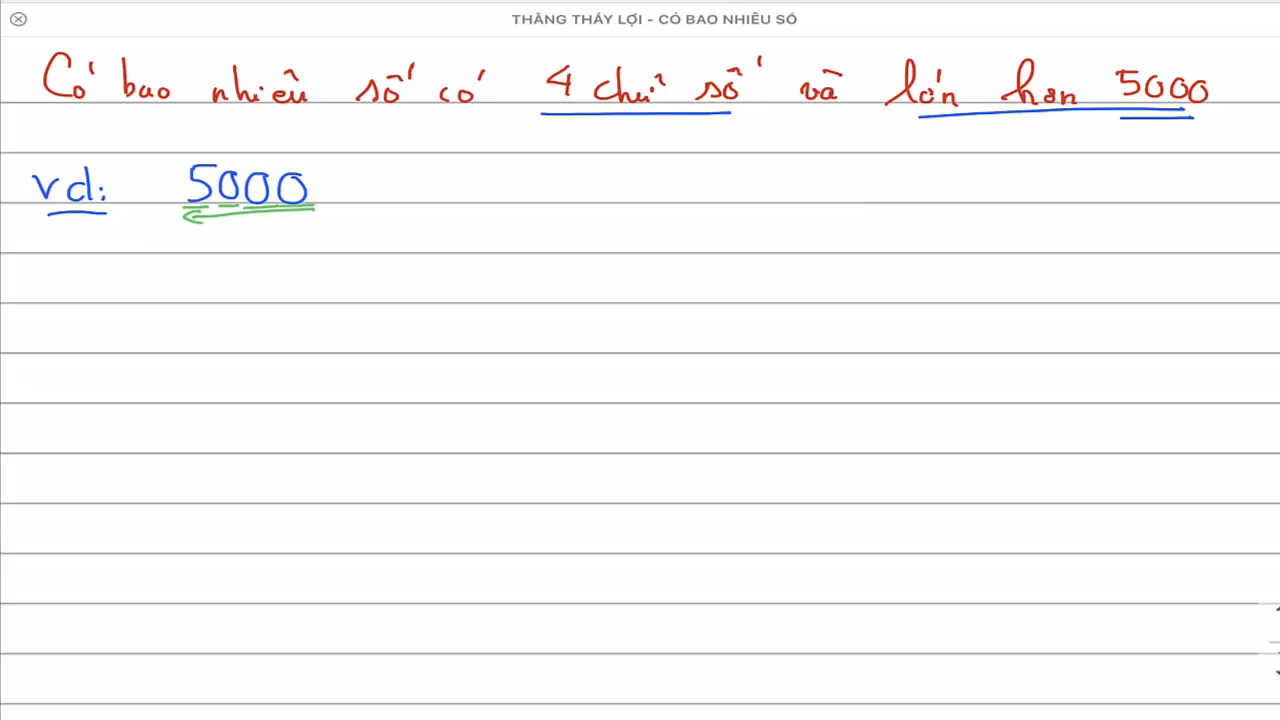 THẰNG THẦY LỢI - CÓ BAO NHIÊU SỐ
Có bao nhiêu số có 4 chữ số và lớn hơn 5000
vd: 5000